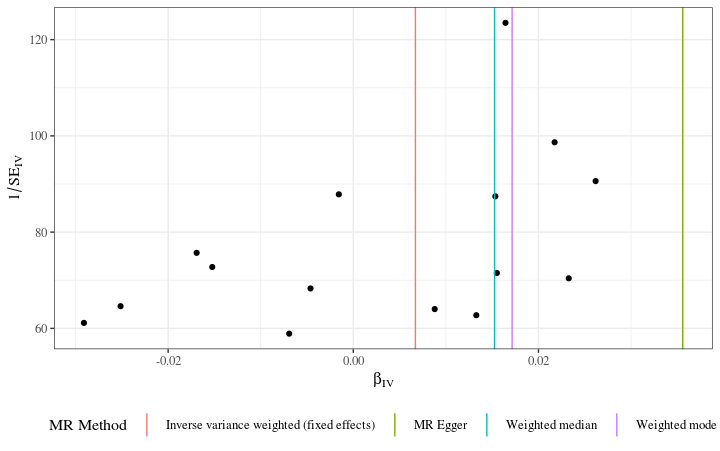 120
100
80
60
1/SE_IV
-0.02 0.00 0.02
β_IV
MR Method Inverse variance weighted (fixed effects) MR Egger Weighted median Weighted mode